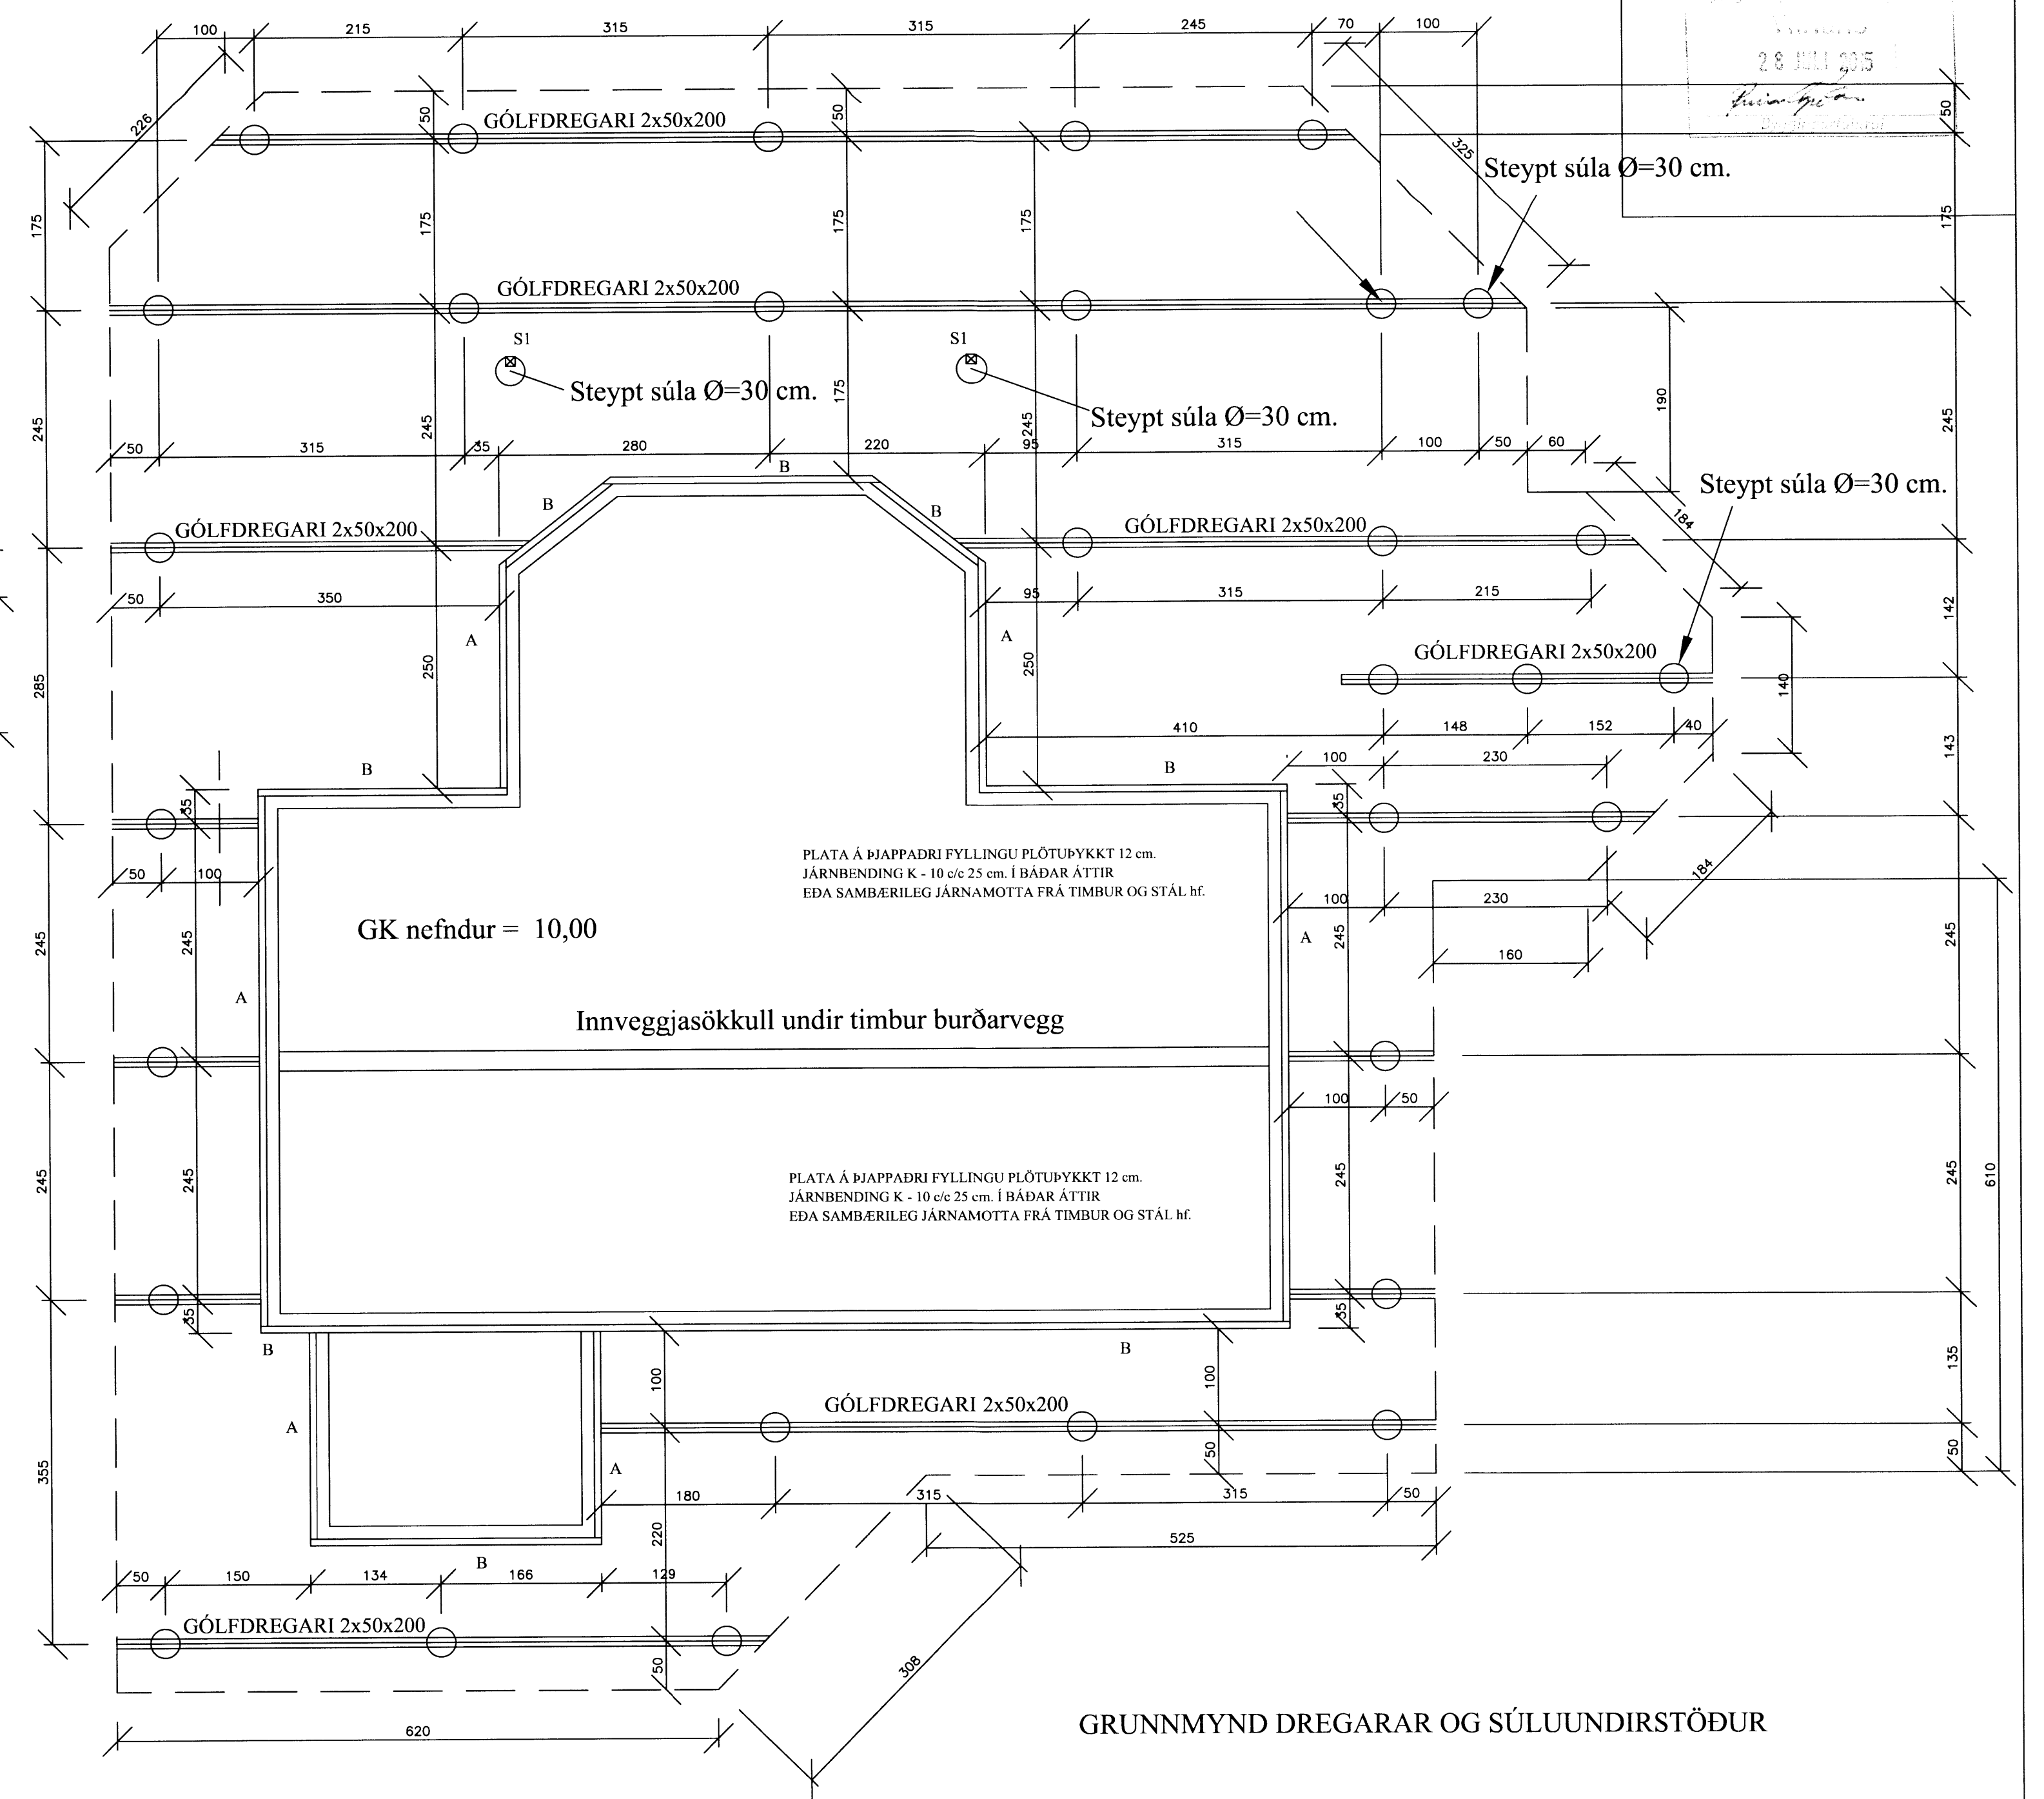 100 215 315 315 245 70 100
28 JÚLÍ 2015
226 50 50 50
GÓLFDREGARI 2x50x200
325
Steypt súla Ø=30 cm.
175 175 175 175 175
GÓLFDREGARI 2x50x200
S1 S1
Steypt súla Ø=30 cm.
175 190
Steypt súla Ø=30 cm.
245 245 245 245
50 315 35 280 220 95 315 100 50 60
B
Steypt súla Ø=30 cm.
B B
184
GÓLFDREGARI 2x50x200 GÓLFDREGARI 2x50x200
50 350 95 315 215
142
A A
GÓLFDREGARI 2x50x200
285 250 250 140
410 148 152 40
143
100 230
B B
35 35
PLATA Á ÞJAPPAÐRI FYLLINGU PLÖTUÞYKKT 12 cm.
JÁRNBENDING K - 10 c/c 25 cm. Í BÁÐAR ÁTTIR
EÐA SAMBÆRILEG JÁRNAMOTTA FRÁ TIMBUR OG STÁL hf.
50 100 184
100 230
GK nefndur = 10,00
245 245 A 245 245
160
A
Innveggjasökkull undir timbur burðarvegg
100 50
245 245 245 245 610
PLATA Á ÞJAPPAÐRI FYLLINGU PLÖTUÞYKKT 12 cm.
JÁRNBENDING K - 10 c/c 25 cm. Í BÁÐAR ÁTTIR
EÐA SAMBÆRILEG JÁRNAMOTTA FRÁ TIMBUR OG STÁL hf.
35 35
B B
100 100 135
GÓLFDREGARI 2x50x200
A
355 50 50
A
180 315 315 50
220 525
B
50 150 134 166 129
GÓLFDREGARI 2x50x200
50 308
620
GRUNNMYND DREGARAR OG SÚLUUNDIRSTÖÐUR